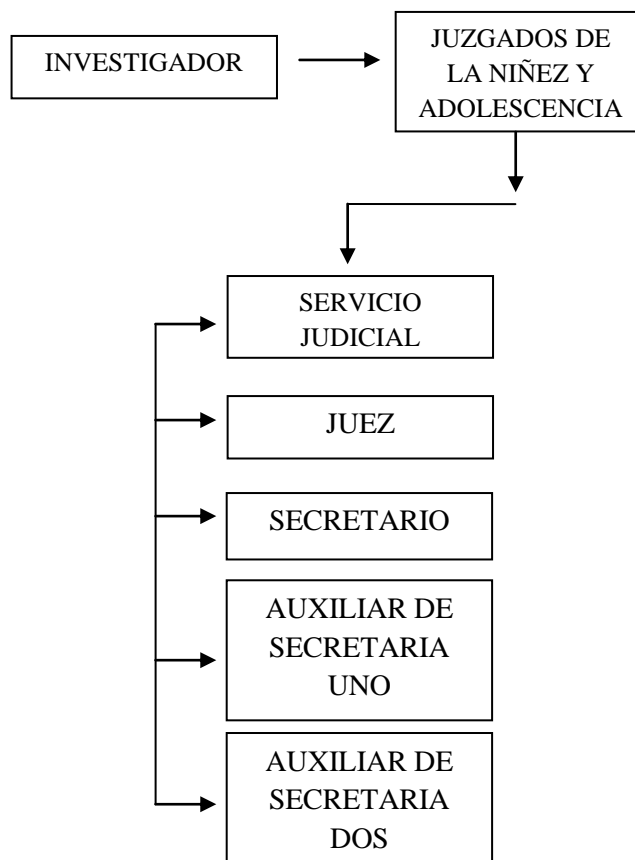 INVESTIGADOR
JUZGADOS DE
LA NIÑEZ Y
ADOLESCENCIA
SERVICIO
JUDICIAL
JUEZ
SECRETARIO
AUXILIAR DE
SECRETARIA
UNO
AUXILIAR DE
SECRETARIA
DOS